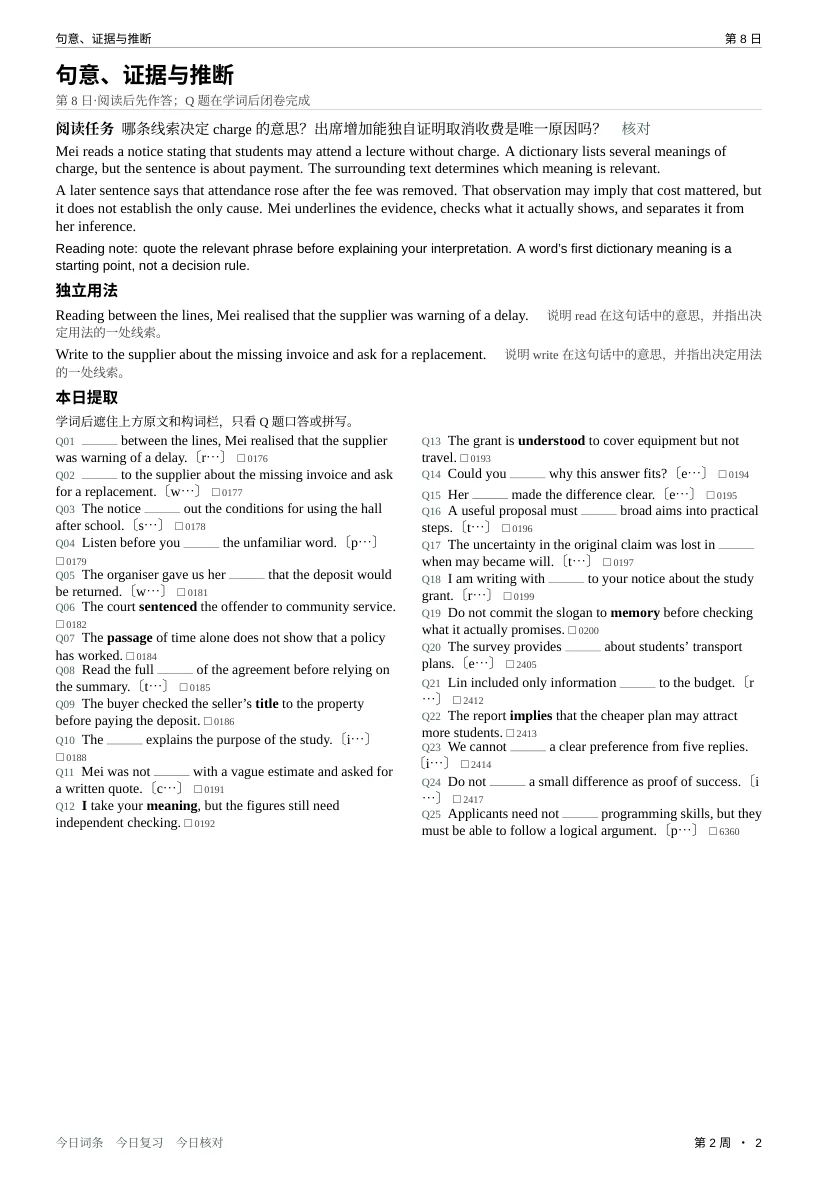 句意、证据与推断 第 8 日
句意、证据与推断
第 8 日·阅读后先作答；Q 题在学词后闭卷完成
阅读任务 哪条线索决定 charge 的意思？出席增加能独自证明取消收费是唯一原因吗？ 核对
Mei reads a notice stating that students may attend a lecture without charge. A dictionary lists several meanings of
charge, but the sentence is about payment. The surrounding text determines which meaning is relevant.
A later sentence says that attendance rose after the fee was removed. That observation may imply that cost mattered, but
it does not establish the only cause. Mei underlines the evidence, checks what it actually shows, and separates it from
her inference.
Reading note: quote the relevant phrase before explaining your interpretation. A word's first dictionary meaning is a
starting point, not a decision rule.
独立用法
Reading between the lines, Mei realised that the supplier was warning of a delay. 说明 read 在这句话中的意思，并指出决
定用法的一处线索。
Write to the supplier about the missing invoice and ask for a replacement. 说明 write 在这句话中的意思，并指出决定用法
的一处线索。
本日提取
学词后遮住上方原文和构词栏，只看 Q 题口答或拼写。
Q01 _____ between the lines, Mei realised that the supplier
was warning of a delay.〔r…〕 □ 0176
Q02 _____ to the supplier about the missing invoice and ask
for a replacement.〔w…〕 □ 0177
Q03 The notice _____ out the conditions for using the hall
after school.〔s…〕 □ 0178
Q04 Listen before you _____ the unfamiliar word.〔p…〕
□ 0179
Q05 The organiser gave us her _____ that the deposit would
be returned.〔w…〕 □ 0181
Q06 The court sentenced the offender to community service.
□ 0182
Q07 The passage of time alone does not show that a policy
has worked. □ 0184
Q08 Read the full _____ of the agreement before relying on
the summary.〔t…〕 □ 0185
Q09 The buyer checked the seller's title to the property
before paying the deposit. □ 0186
Q10 The _____ explains the purpose of the study.〔i…〕
□ 0188
Q11 Mei was not _____ with a vague estimate and asked for
a written quote.〔c…〕 □ 0191
Q12 I take your meaning, but the figures still need
independent checking. □ 0192
Q13 The grant is understood to cover equipment but not
travel. □ 0193
Q14 Could you _____ why this answer fits?〔e…〕 □ 0194
Q15 Her _____ made the difference clear.〔e…〕 □ 0195
Q16 A useful proposal must _____ broad aims into practical
steps.〔t…〕 □ 0196
Q17 The uncertainty in the original claim was lost in _____
when may became will.〔t…〕 □ 0197
Q18 I am writing with _____ to your notice about the study
grant.〔r…〕 □ 0199
Q19 Do not commit the slogan to memory before checking
what it actually promises. □ 0200
Q20 The survey provides _____ about students' transport
plans.〔e…〕 □ 2405
Q21 Lin included only information _____ to the budget.〔r
…〕 □ 2412
Q22 The report implies that the cheaper plan may attract
more students. □ 2413
Q23 We cannot _____ a clear preference from five replies.
〔i…〕 □ 2414
Q24 Do not _____ a small difference as proof of success.〔i
…〕 □ 2417
Q25 Applicants need not _____ programming skills, but they
must be able to follow a logical argument.〔p…〕 □ 6360
今日词条 今日复习 今日核对 第 2 周 · 2